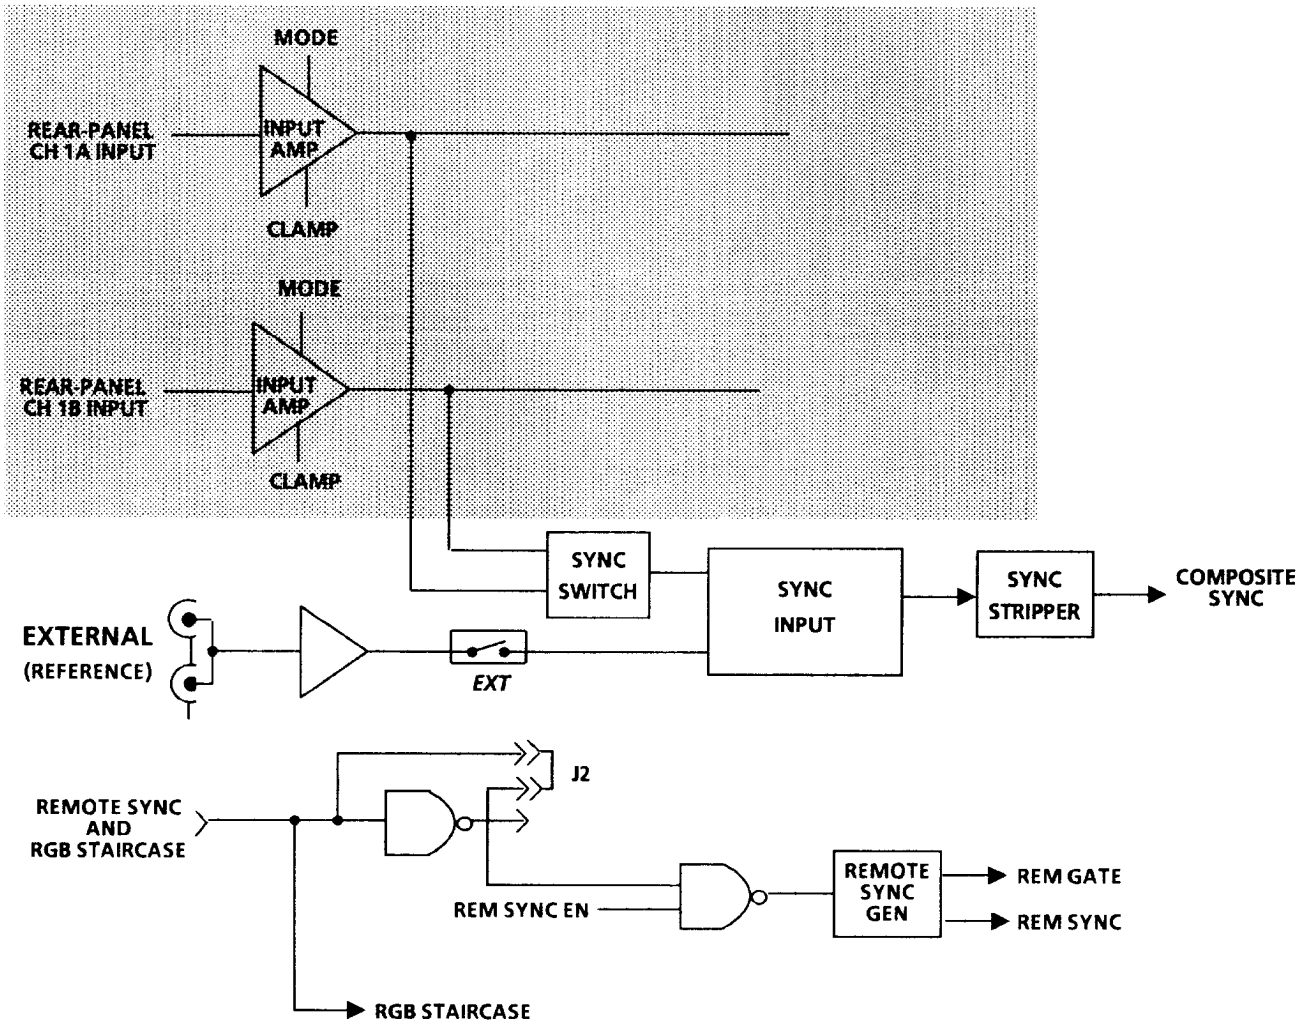 MODE
REAR-PANEL
CH 1A INPUT
INPUT
AMP
CLAMP
MODE
REAR-PANEL
CH 1B INPUT
INPUT
AMP
CLAMP
SYNC
SWITCH
SYNC
INPUT
SYNC
STRIPPER
COMPOSITE
SYNC
EXTERNAL
(REFERENCE)
EXT
J2
REMOTE SYNC
AND
RGB STAIRCASE
REM SYNC EN
REMOTE
SYNC
GEN
REM GATE
REM SYNC
RGB STAIRCASE